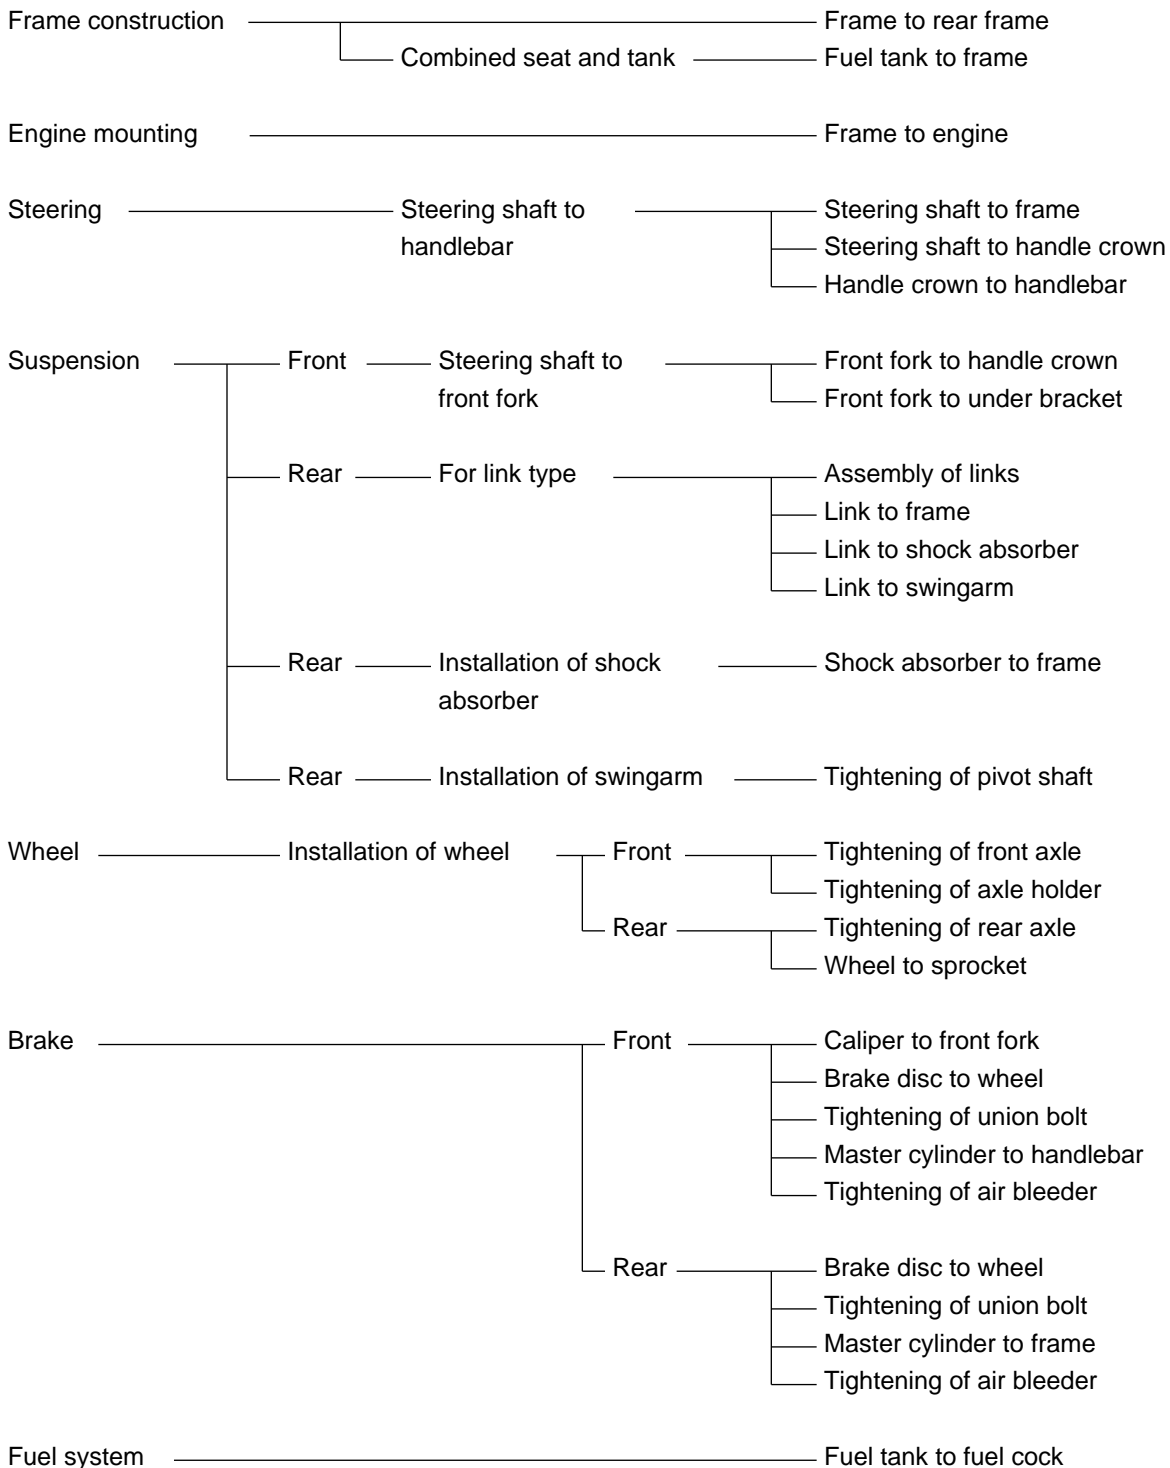 Frame construction Frame to rear frame
Combined seat and tank Fuel tank to frame
Engine mounting Frame to engine
Steering Steering shaft to Steering shaft to frame
handlebar Steering shaft to handle crown
Handle crown to handlebar
Suspension Front Steering shaft to Front fork to handle crown
front fork Front fork to under bracket
Rear For link type Assembly of links
Link to frame
Link to shock absorber
Link to swingarm
Rear Installation of shock Shock absorber to frame
absorber
Rear Installation of swingarm Tightening of pivot shaft
Wheel Installation of wheel Front Tightening of front axle
Tightening of axle holder
Rear Tightening of rear axle
Wheel to sprocket
Brake Front Caliper to front fork
Brake disc to wheel
Tightening of union bolt
Master cylinder to handlebar
Tightening of air bleeder
Rear Brake disc to wheel
Tightening of union bolt
Master cylinder to frame
Tightening of air bleeder
Fuel system Fuel tank to fuel cock